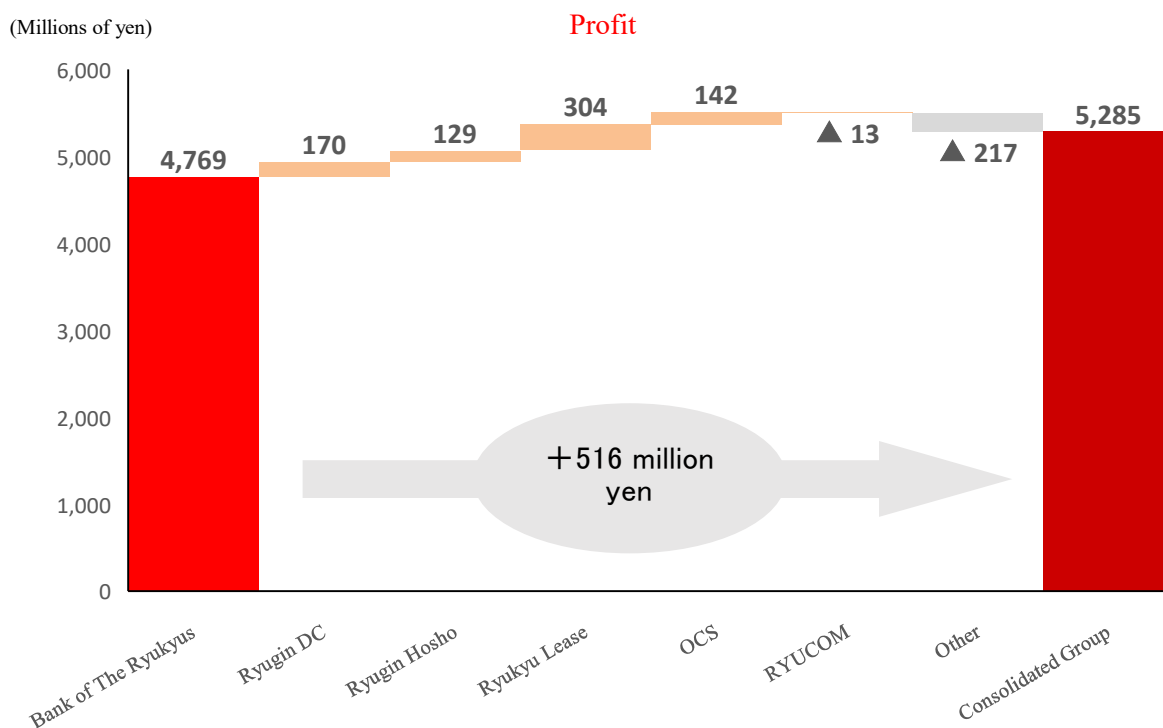 (Millions of yen)
Profit
6,000
5,000
4,000
3,000
2,000
1,000
0
4,769
170
129
304
142
▲ 13
▲ 217
5,285
＋516 million
yen
Bank of The Ryukyus
Ryugin DC
Ryugin Hosho
Ryukyu Lease
OCS
RYUCOM
Other
Consolidated Group